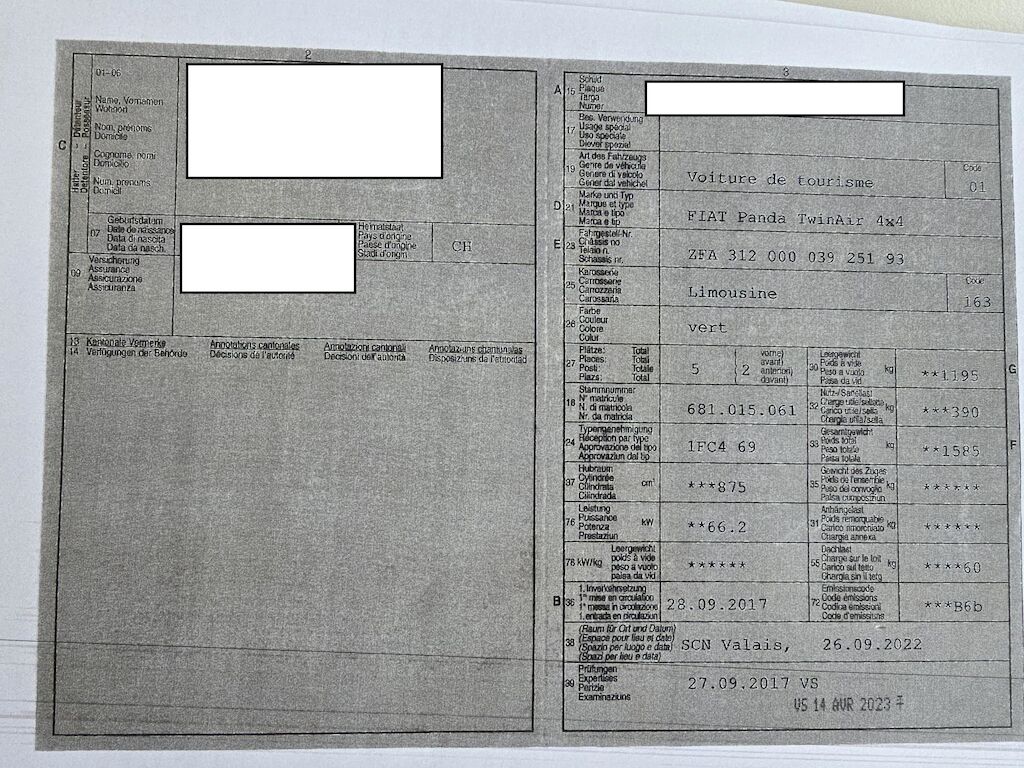 2
01-06
Name, Vornamen
Wohnort
Nom, prénoms
Domicile
Cognome, nomi
Domicilio
Num, prenoms
Domicil
C
Halter Détenteur
Detentore Possessur
07
Geburtsdatum
Date de naissance
Data di nascita
Data da nasch.
Heimatstaat
Pays d'origine
Paese d'origine
Stadi d'origin
CH
09
Versicherung
Assurance
Assicurazione
Assicuranza
13 Kantonale Vermerke
14 Verfügungen der Behörde
Annotations cantonales
Décisions de l'autorité
Annotazioni cantonali
Decisioni dell'autorità
Annotaziuns chantunalas
Disposiziuns da l'autoritad
3
A
15
Schild
Plaque
Targa
Numer
17
Bes. Verwendung
Usage spécial
Uso speciale
Diever spezial
19
Art des Fahrzeugs
Genre de véhicule
Genere di veicolo
Gener dal vehichel
Voiture de tourisme
Code
01
D
21
Marke und Typ
Marque et type
Marca e tipo
Marca e tip
FIAT Panda TwinAir 4x4
E
23
Fahrgestell-Nr.
Châssis no
Telaio n.
Schassis nr.
ZFA 312 000 039 251 93
25
Karosserie
Carrosserie
Carrozzeria
Carossaria
Limousine
Code
163
26
Farbe
Couleur
Colore
Colur
vert
27
Plätze: Total
Places: Total
Posti: Totale
Plazs: Total
5
( 2
vorne)
avant)
anteriori)
davant)
30
Leergewicht
Poids à vide
Peso a vuoto
Paisa da vid
kg
**1195
G
18
Stammnummer
N° matricule
N. di matricola
Nr. da matricla
681.015.061
32
Nutz-/Sattellast
Charge utile/sellette
Carico utile/sella
Chargia utila/sella
kg
***390
24
Typengenehmigung
Réception par type
Approvazione del tipo
Approvaziun dal tip
1FC4 69
33
Gesamtgewicht
Poids total
Peso totale
Paisa totala
kg
**1585
F
37
Hubraum
Cylindrée
Cilindrata
Cilindrada
cm³
***875
35
Gewicht des Zuges
Poids de l'ensemble
Peso del convoglio
Paisa cumposiziun
kg
******
76
Leistung
Puissance
Potenza
Prestaziun
kW
**66.2
31
Anhängelast
Poids remorquable
Carico rimorchiato
Chargia annexa
kg
******
78 kW/kg
Leergewicht
poids à vide
peso a vuoto
paisa da vid
******
55
Dachlast
Charge sur le toit
Carico sul tetto
Chargia sin il tetg
kg
****60
B
36
1. Inverkehrsetzung
1re mise en circulation
1a messa in circolazione
1. entrada en circulaziun
28.09.2017
72
Emissionscode
Code émissions
Codice emissioni
Code d'emissiuns
***B6b
38
(Raum für Ort und Datum)
(Espace pour lieu et date)
(Spazio per luogo e data)
(Spazi per lieu e data)
SCN Valais, 26.09.2022
39
Prüfungen
Expertises
Perizie
Examinaziuns
27.09.2017 VS
VS 14 AVR 2023 7